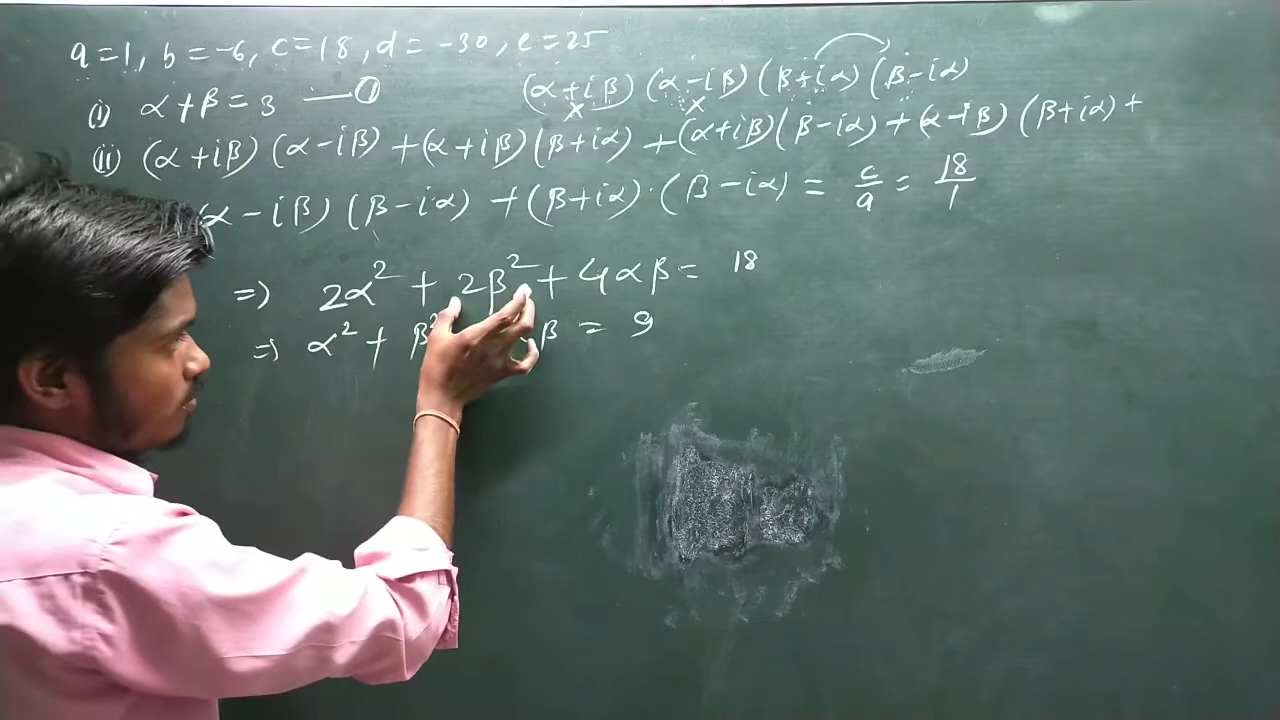 a=1, b=-6, c=18, d=-30, e=25
(i) α+β=3 —①
(α+iβ)(α-iβ)(β+iα)(β-iα)
x x
(ii) (α+iβ)(α-iβ)+(α+iβ)(β+iα)+(α+iβ)(β-iα)+(α-iβ)(β+iα)+
α-iβ)(β-iα)+(β+iα).(β-iα)= c/a = 18/1
=) 2α²+2β²+4αβ= 18
=) α²+β² β = 9